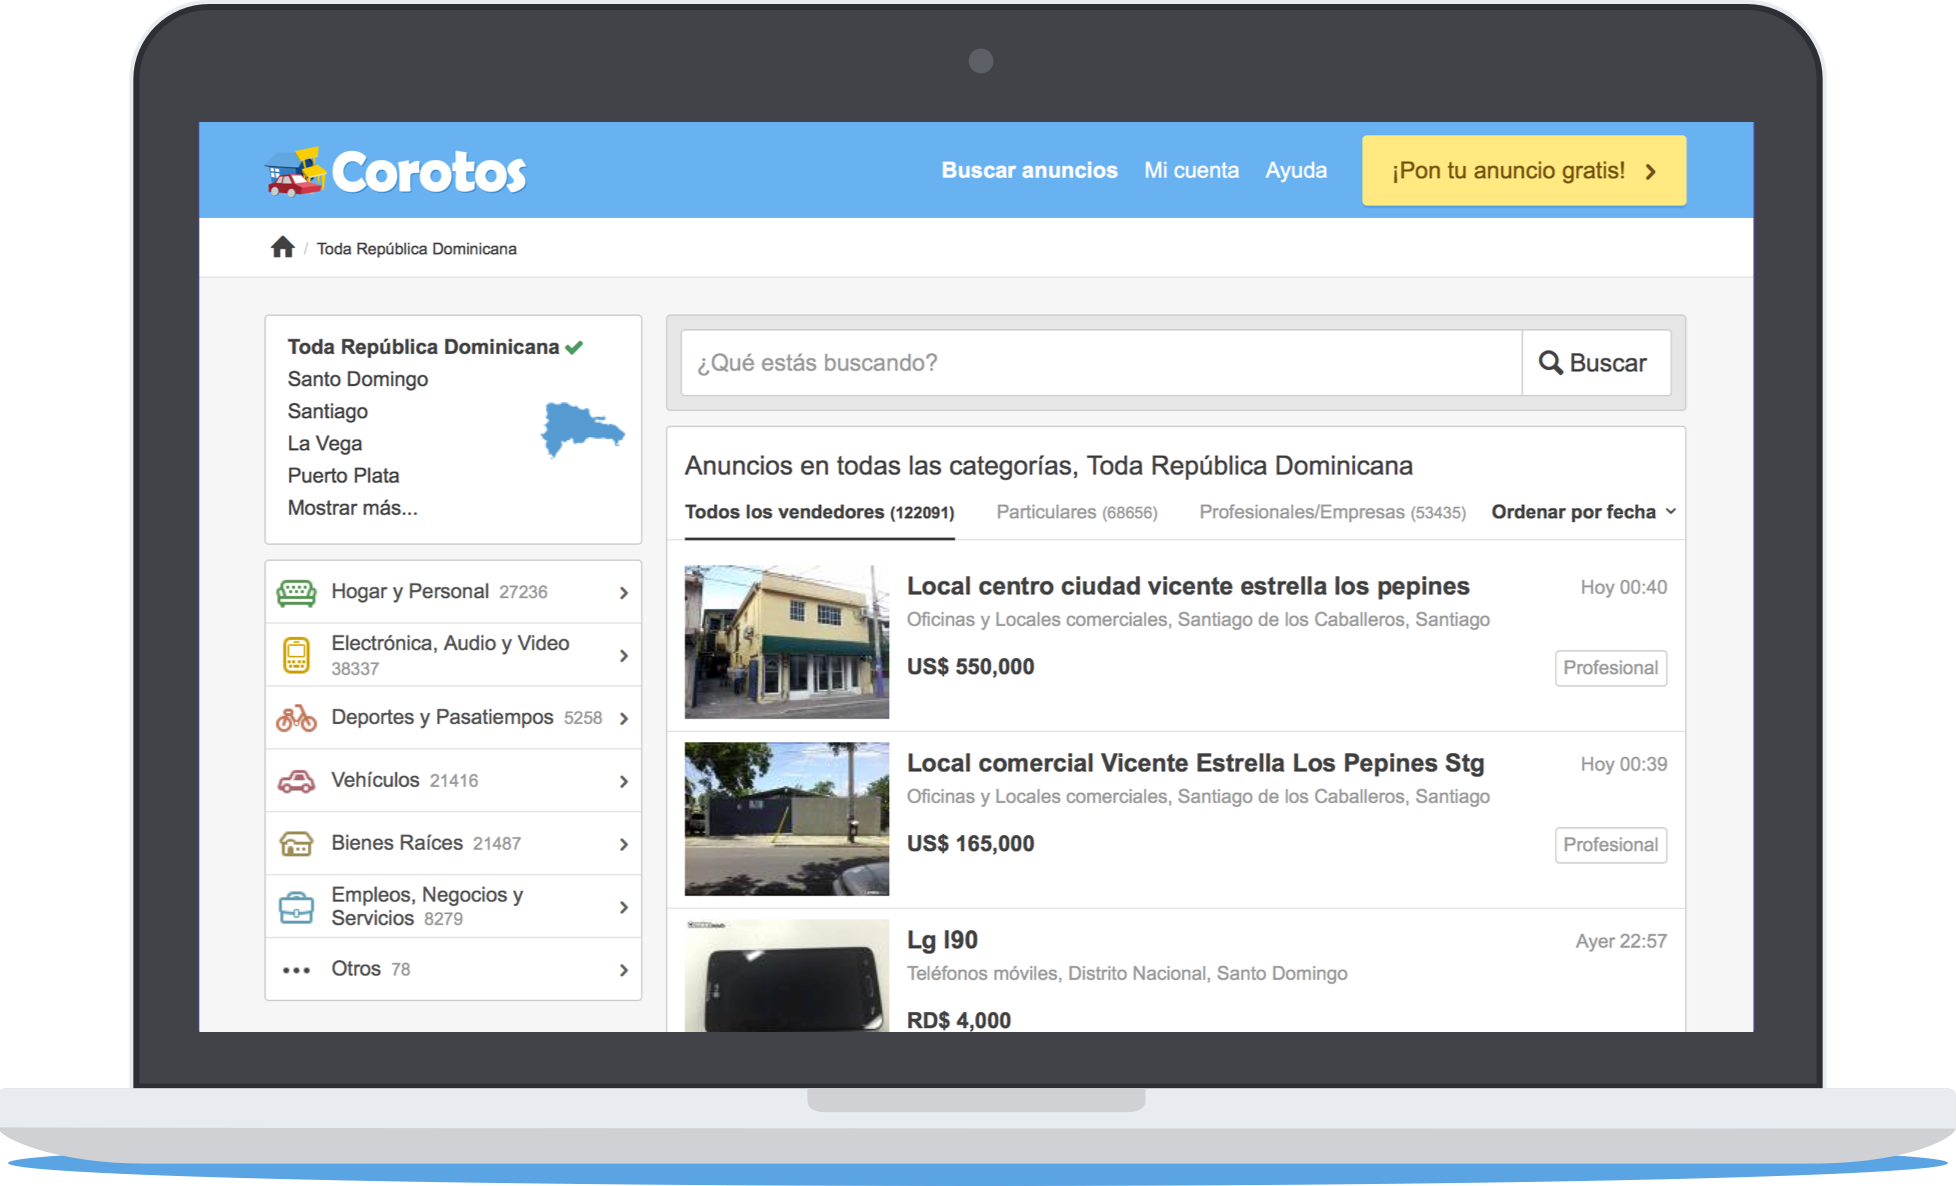 Corotos
Buscar anuncios Mi cuenta Ayuda ¡Pon tu anuncio gratis!
/ Toda República Dominicana
Toda República Dominicana
Santo Domingo
Santiago
La Vega
Puerto Plata
Mostrar más...
Hogar y Personal 27236
Electrónica, Audio y Video
38337
Deportes y Pasatiempos 5258
Vehículos 21416
Bienes Raíces 21487
Empleos, Negocios y
Servicios 8279
Otros 78
¿Qué estás buscando? Buscar
Anuncios en todas las categorías, Toda República Dominicana
Todos los vendedores (122091) Particulares (68656) Profesionales/Empresas (53435) Ordenar por fecha
Local centro ciudad vicente estrella los pepines Hoy 00:40
Oficinas y Locales comerciales, Santiago de los Caballeros, Santiago
US$ 550,000 Profesional
Local comercial Vicente Estrella Los Pepines Stg Hoy 00:39
Oficinas y Locales comerciales, Santiago de los Caballeros, Santiago
US$ 165,000 Profesional
Lg l90 Ayer 22:57
Teléfonos móviles, Distrito Nacional, Santo Domingo
RD$ 4,000